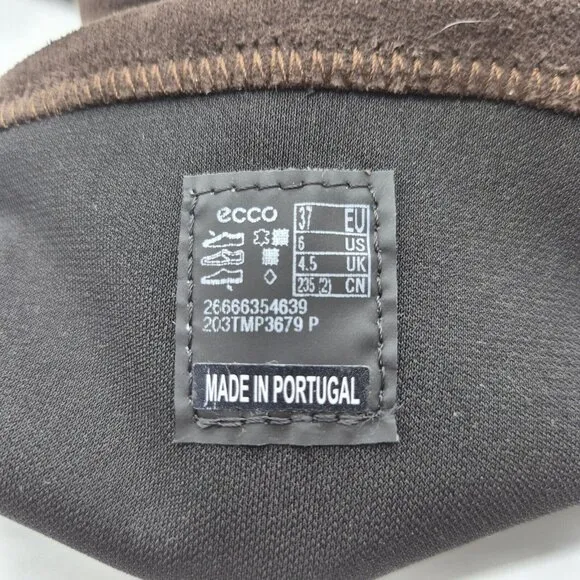 ecco
37 EU
6 US
4.5 UK
235 (2) CN
26666354639
203TMP3679 P
MADE IN PORTUGAL